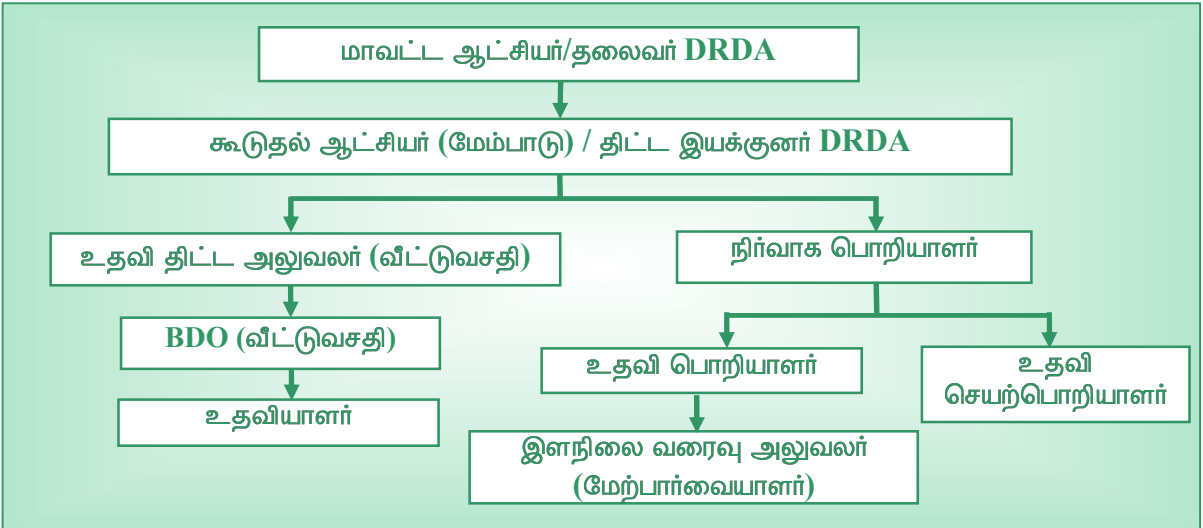 மாவட்ட ஆட்சியர்/தலைவர் DRDA
கூடுதல் ஆட்சியர் (மேம்பாடு) / திட்ட இயக்குனர் DRDA
உதவி திட்ட அலுவலர் (வீட்டுவசதி)
நிர்வாக பொறியாளர்
BDO (வீட்டுவசதி)
உதவி பொறியாளர்
உதவி
செயற்பொறியாளர்
உதவியாளர்
இளநிலை வரைவு அலுவலர்
(மேற்பார்வையாளர்)